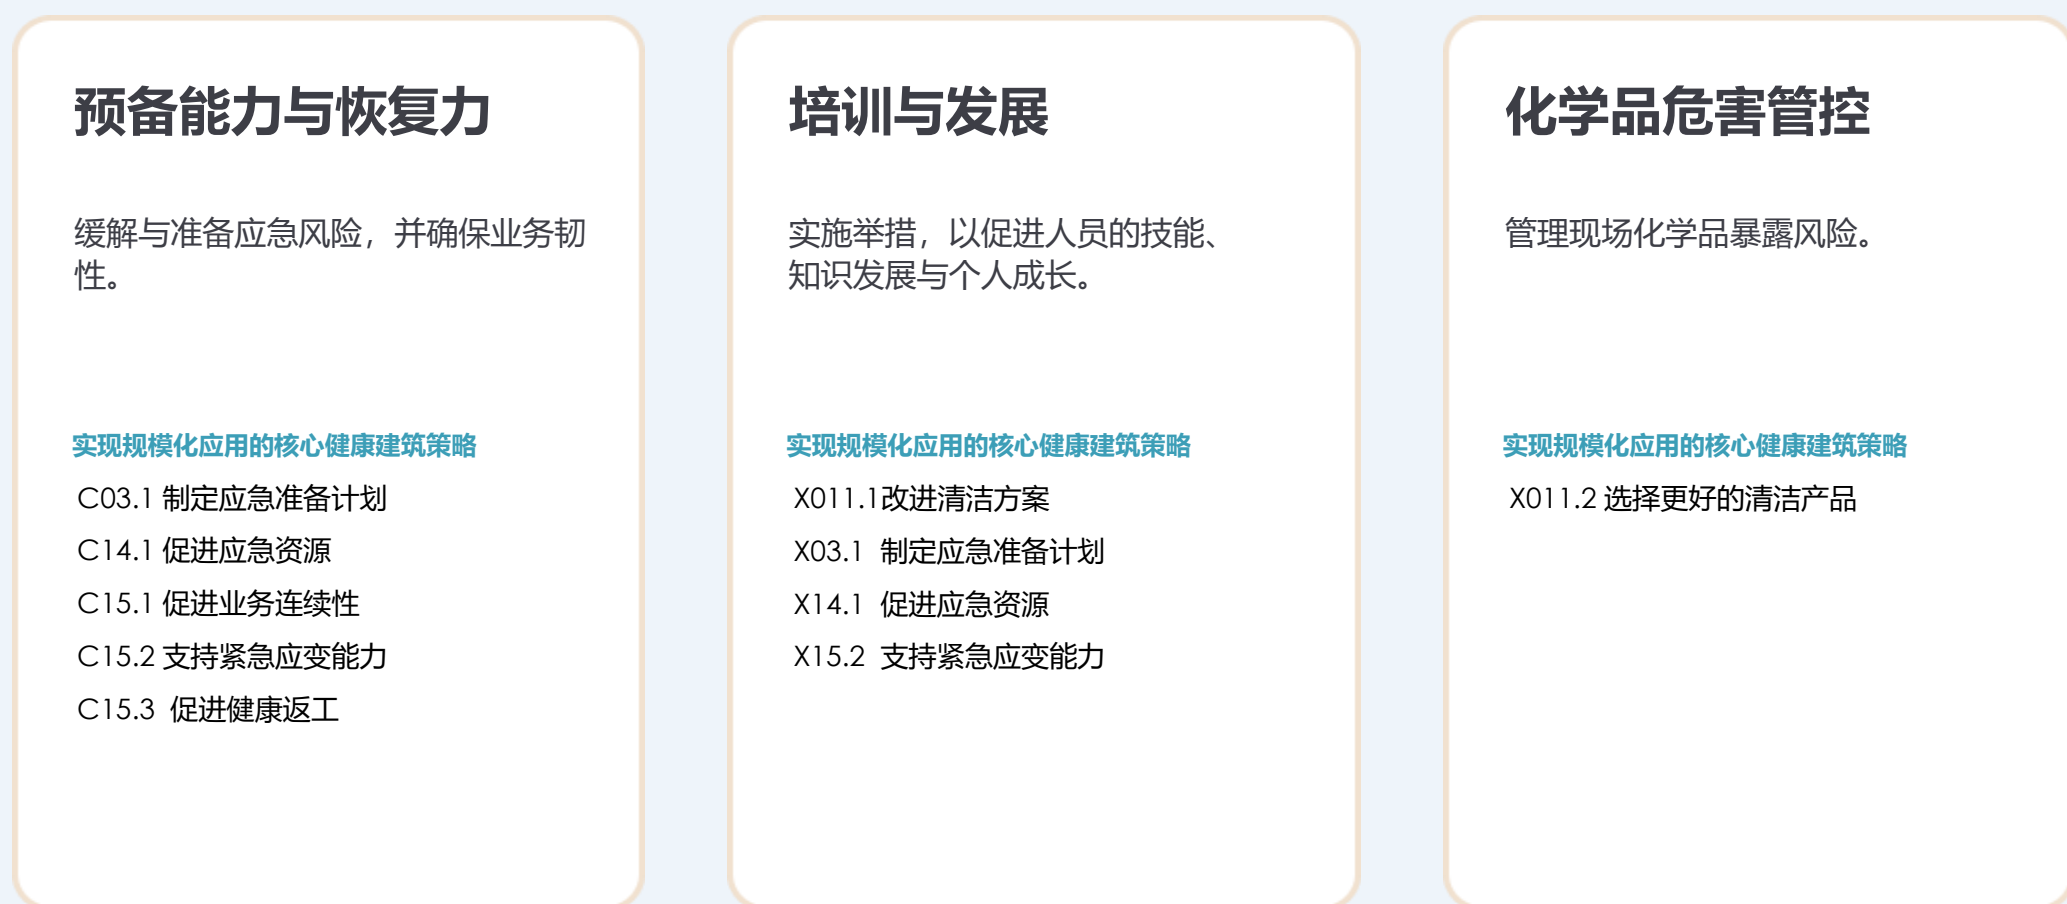 预备能力与恢复力
缓解与准备应急风险，并确保业务韧
性。
实现规模化应用的核心健康建筑策略
C03.1 制定应急准备计划
C14.1 促进应急资源
C15.1 促进业务连续性
C15.2 支持紧急应变能力
C15.3 促进健康返工
培训与发展
实施举措，以促进人员的技能、
知识发展与个人成长。
实现规模化应用的核心健康建筑策略
X011.1改进清洁方案
X03.1 制定应急准备计划
X14.1 促进应急资源
X15.2 支持紧急应变能力
化学品危害管控
管理现场化学品暴露风险。
实现规模化应用的核心健康建筑策略
X011.2 选择更好的清洁产品